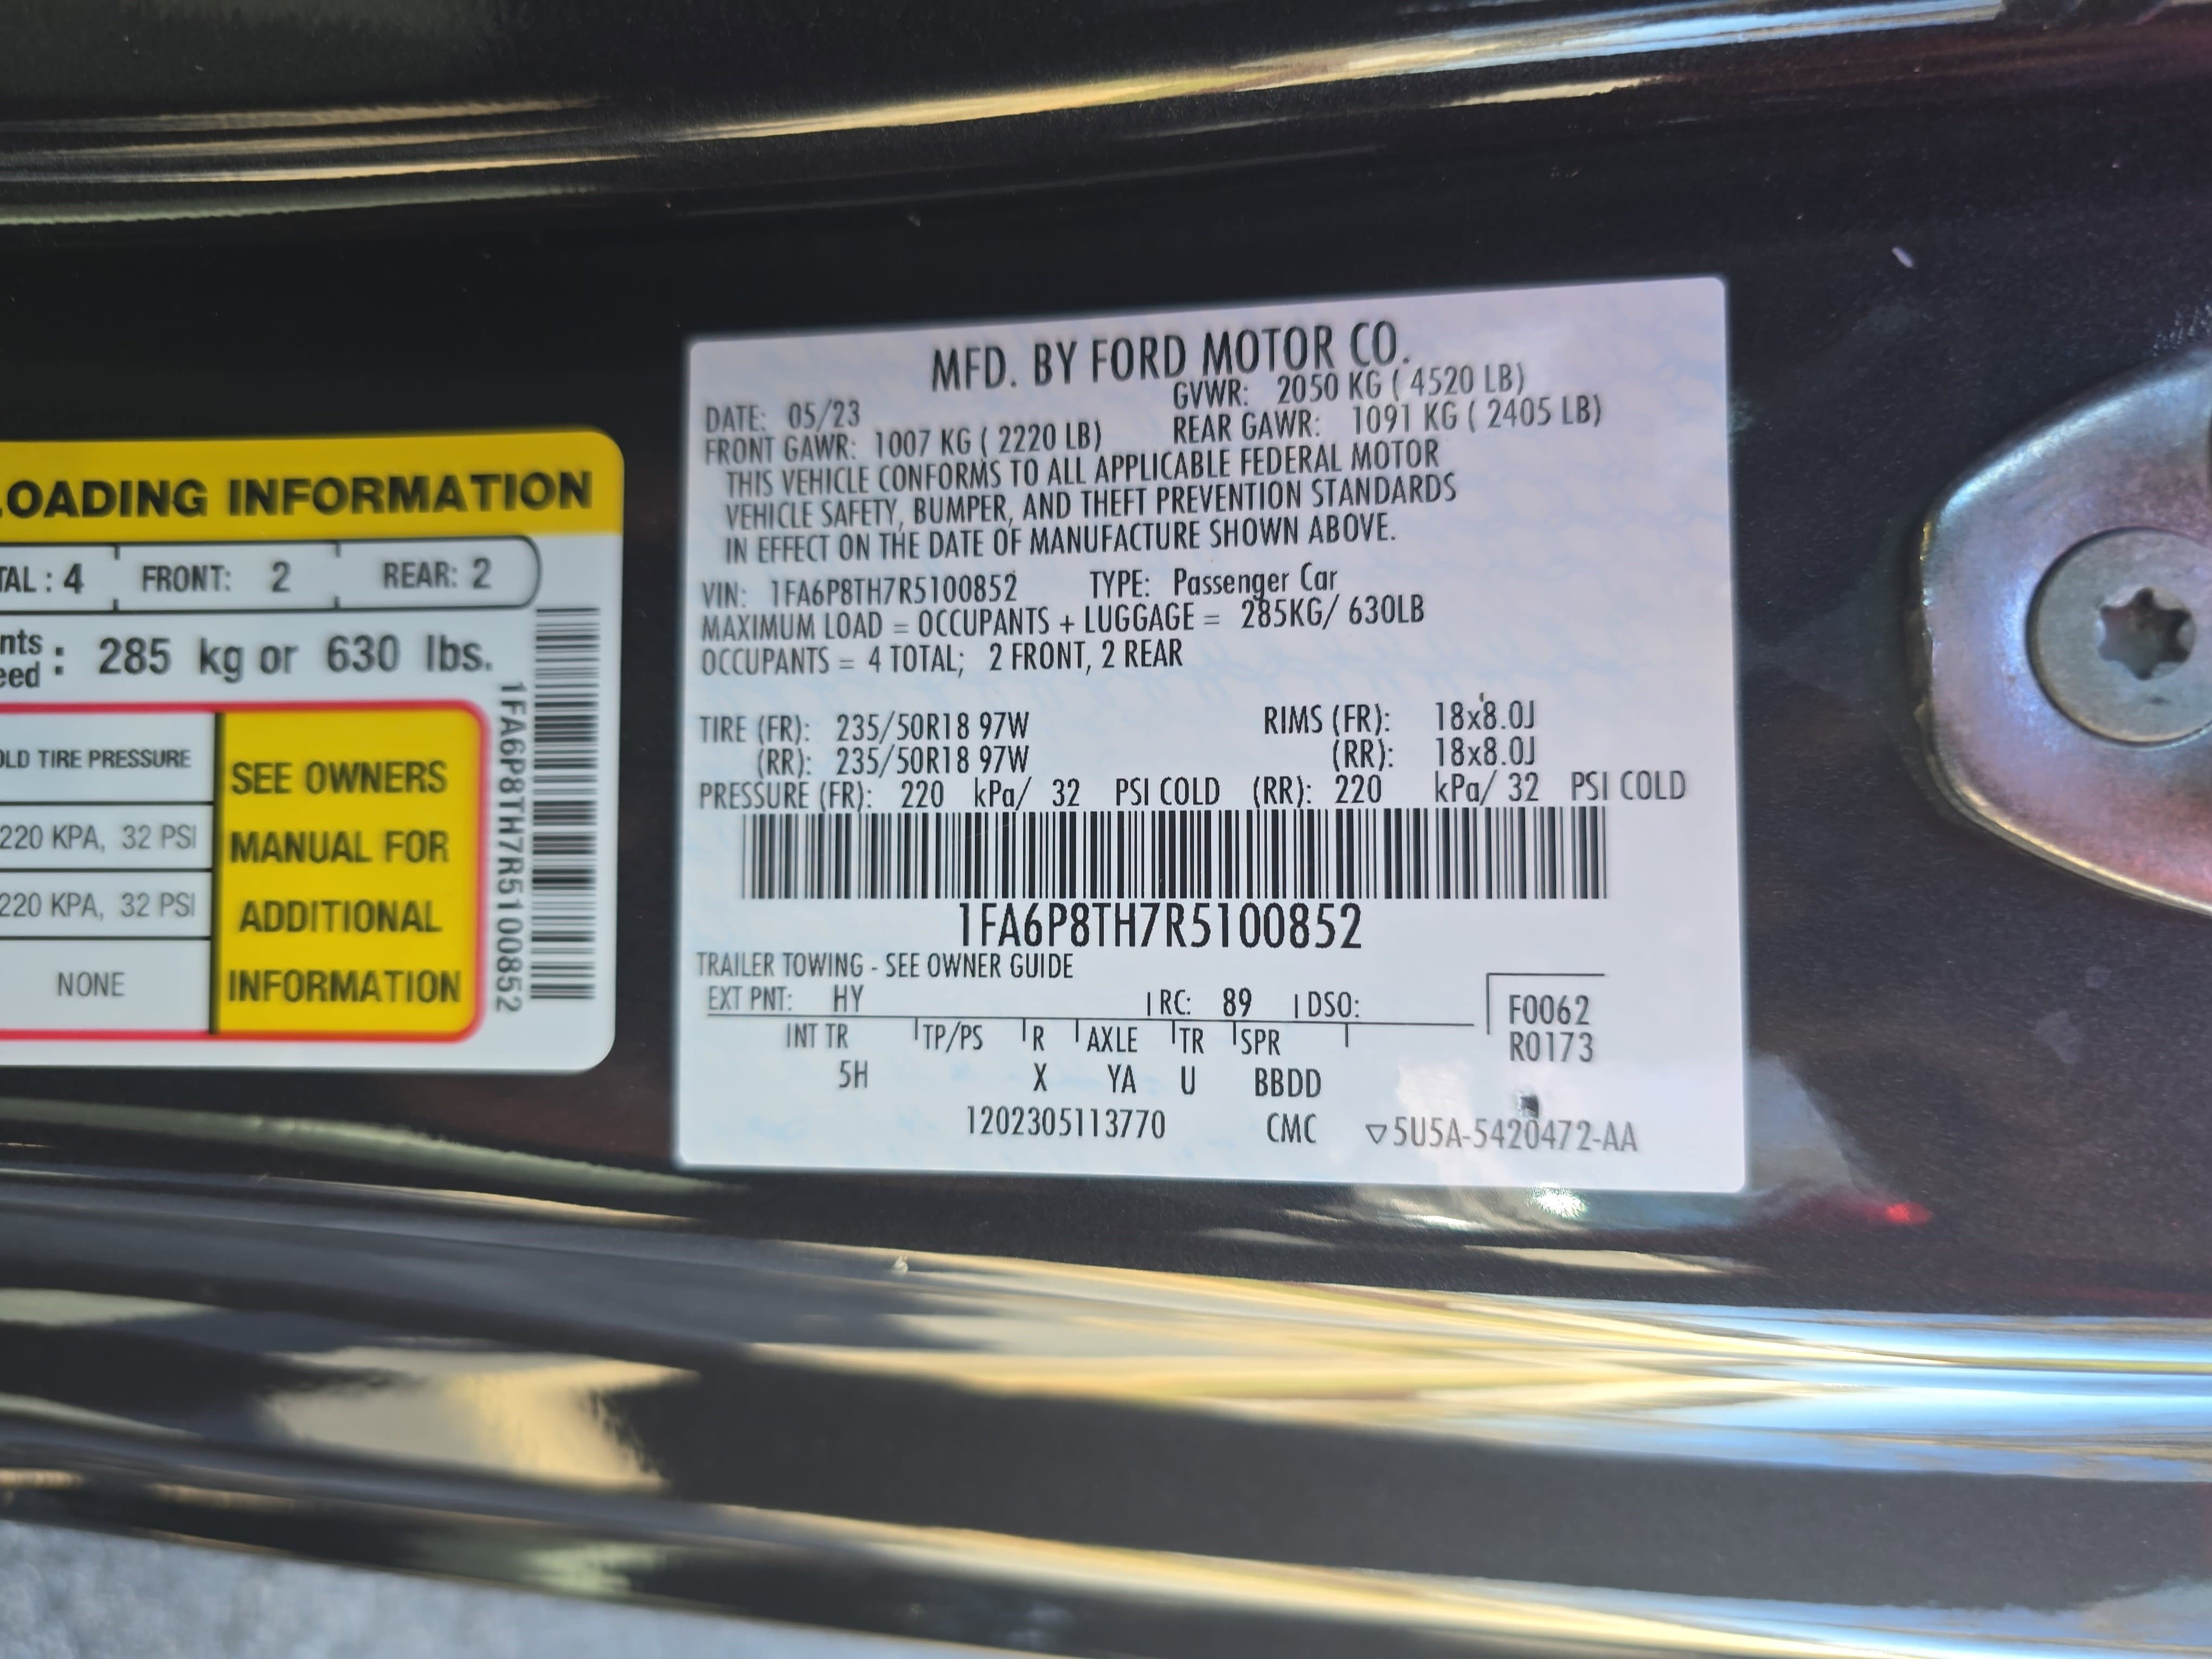 LOADING INFORMATION
TAL : 4 FRONT: 2 REAR: 2
nts
eed : 285 kg or 630 lbs.
OLD TIRE PRESSURE
220 KPA, 32 PSI
220 KPA, 32 PSI
NONE
SEE OWNERS
MANUAL FOR
ADDITIONAL
INFORMATION
1FA6P8TH7R5100852
MFD. BY FORD MOTOR CO.
DATE: 05/23 GVWR: 2050 KG ( 4520 LB)
FRONT GAWR: 1007 KG ( 2220 LB) REAR GAWR: 1091 KG ( 2405 LB)
THIS VEHICLE CONFORMS TO ALL APPLICABLE FEDERAL MOTOR
VEHICLE SAFETY, BUMPER, AND THEFT PREVENTION STANDARDS
IN EFFECT ON THE DATE OF MANUFACTURE SHOWN ABOVE.
VIN: 1FA6P8TH7R5100852 TYPE: Passenger Car
MAXIMUM LOAD = OCCUPANTS + LUGGAGE = 285KG/ 630LB
OCCUPANTS = 4 TOTAL; 2 FRONT, 2 REAR
TIRE (FR): 235/50R18 97W RIMS (FR): 18x8.0J
(RR): 235/50R18 97W (RR): 18x8.0J
PRESSURE (FR): 220 kPa/ 32 PSI COLD (RR): 220 kPa/ 32 PSI COLD
1FA6P8TH7R5100852
TRAILER TOWING - SEE OWNER GUIDE
EXT PNT: HY RC: 89 DSO:
INT TR TP/PS R AXLE TR SPR
5H X YA U BBDD
F0062
R0173
1202305113770 CMC ▽5U5A-5420472-AA